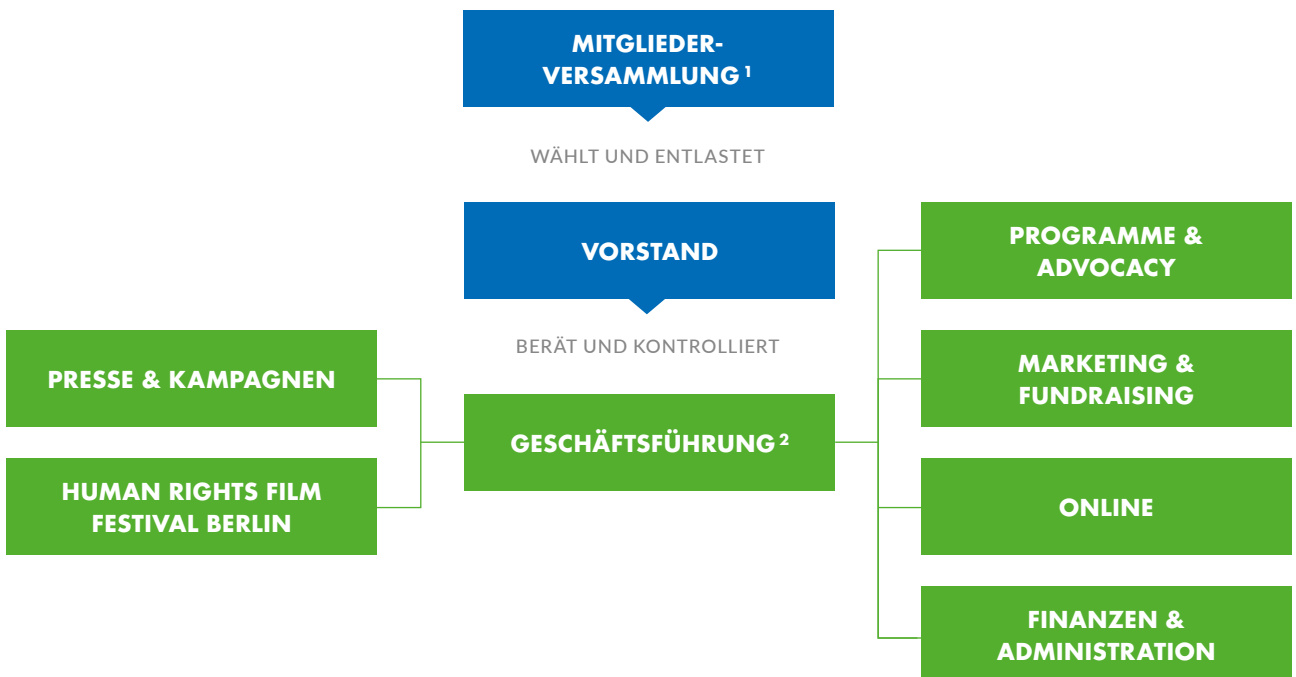 MITGLIEDER-
VERSAMMLUNG ¹
WÄHLT UND ENTLASTET
VORSTAND
BERÄT UND KONTROLLIERT
PRESSE & KAMPAGNEN
HUMAN RIGHTS FILM
FESTIVAL BERLIN
GESCHÄFTSFÜHRUNG ²
PROGRAMME &
ADVOCACY
MARKETING &
FUNDRAISING
ONLINE
FINANZEN &
ADMINISTRATION